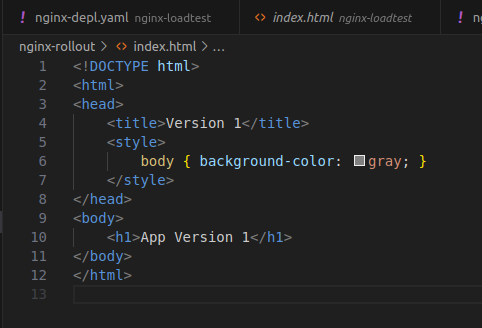 ! nginx-depl.yaml nginx-loadtest <> index.html nginx-loadtest !
nginx-rollout > <> index.html > ...
1 <!DOCTYPE html>
2 <html>
3 <head>
4     <title>Version 1</title>
5     <style>
6         body { background-color: gray; }
7     </style>
8 </head>
9 <body>
10     <h1>App Version 1</h1>
11 </body>
12 </html>
13